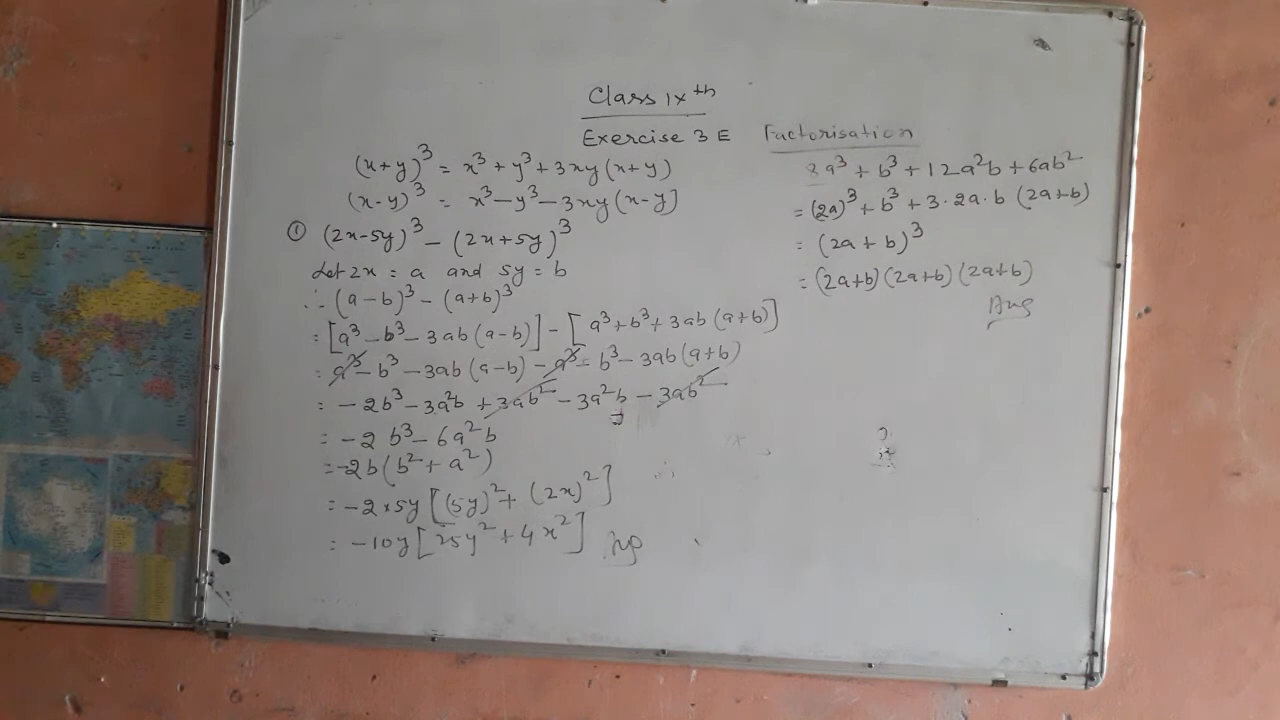 Class IXth
Exercise 3E Factorisation
(x+y)³ = x³+y³+3xy(x+y)
(x-y)³ = x³-y³-3xy(x-y]
① (2x-5y)³ - (2x+5y)³
Let 2x = a and 5y = b
∴ (a-b)³ - (a+b)³
= [a³-b³-3ab(a-b)] - [a³+b³+3ab(a+b)]
= a³-b³-3ab(a-b)-a³-b³-3ab(a+b)
= -2b³-3a²b+3ab²-3a²b-3ab²
= -2b³-6a²b
= -2b(b²+a²)
= -2×5y[(5y)²+(2x)²]
= -10y[25y²+4x²]
8a³+b³+12a²b+6ab²
= (2a)³+b³+3·2a·b (2a+b)
= (2a+b)³
= (2a+b)(2a+b)(2a+b)
Ans